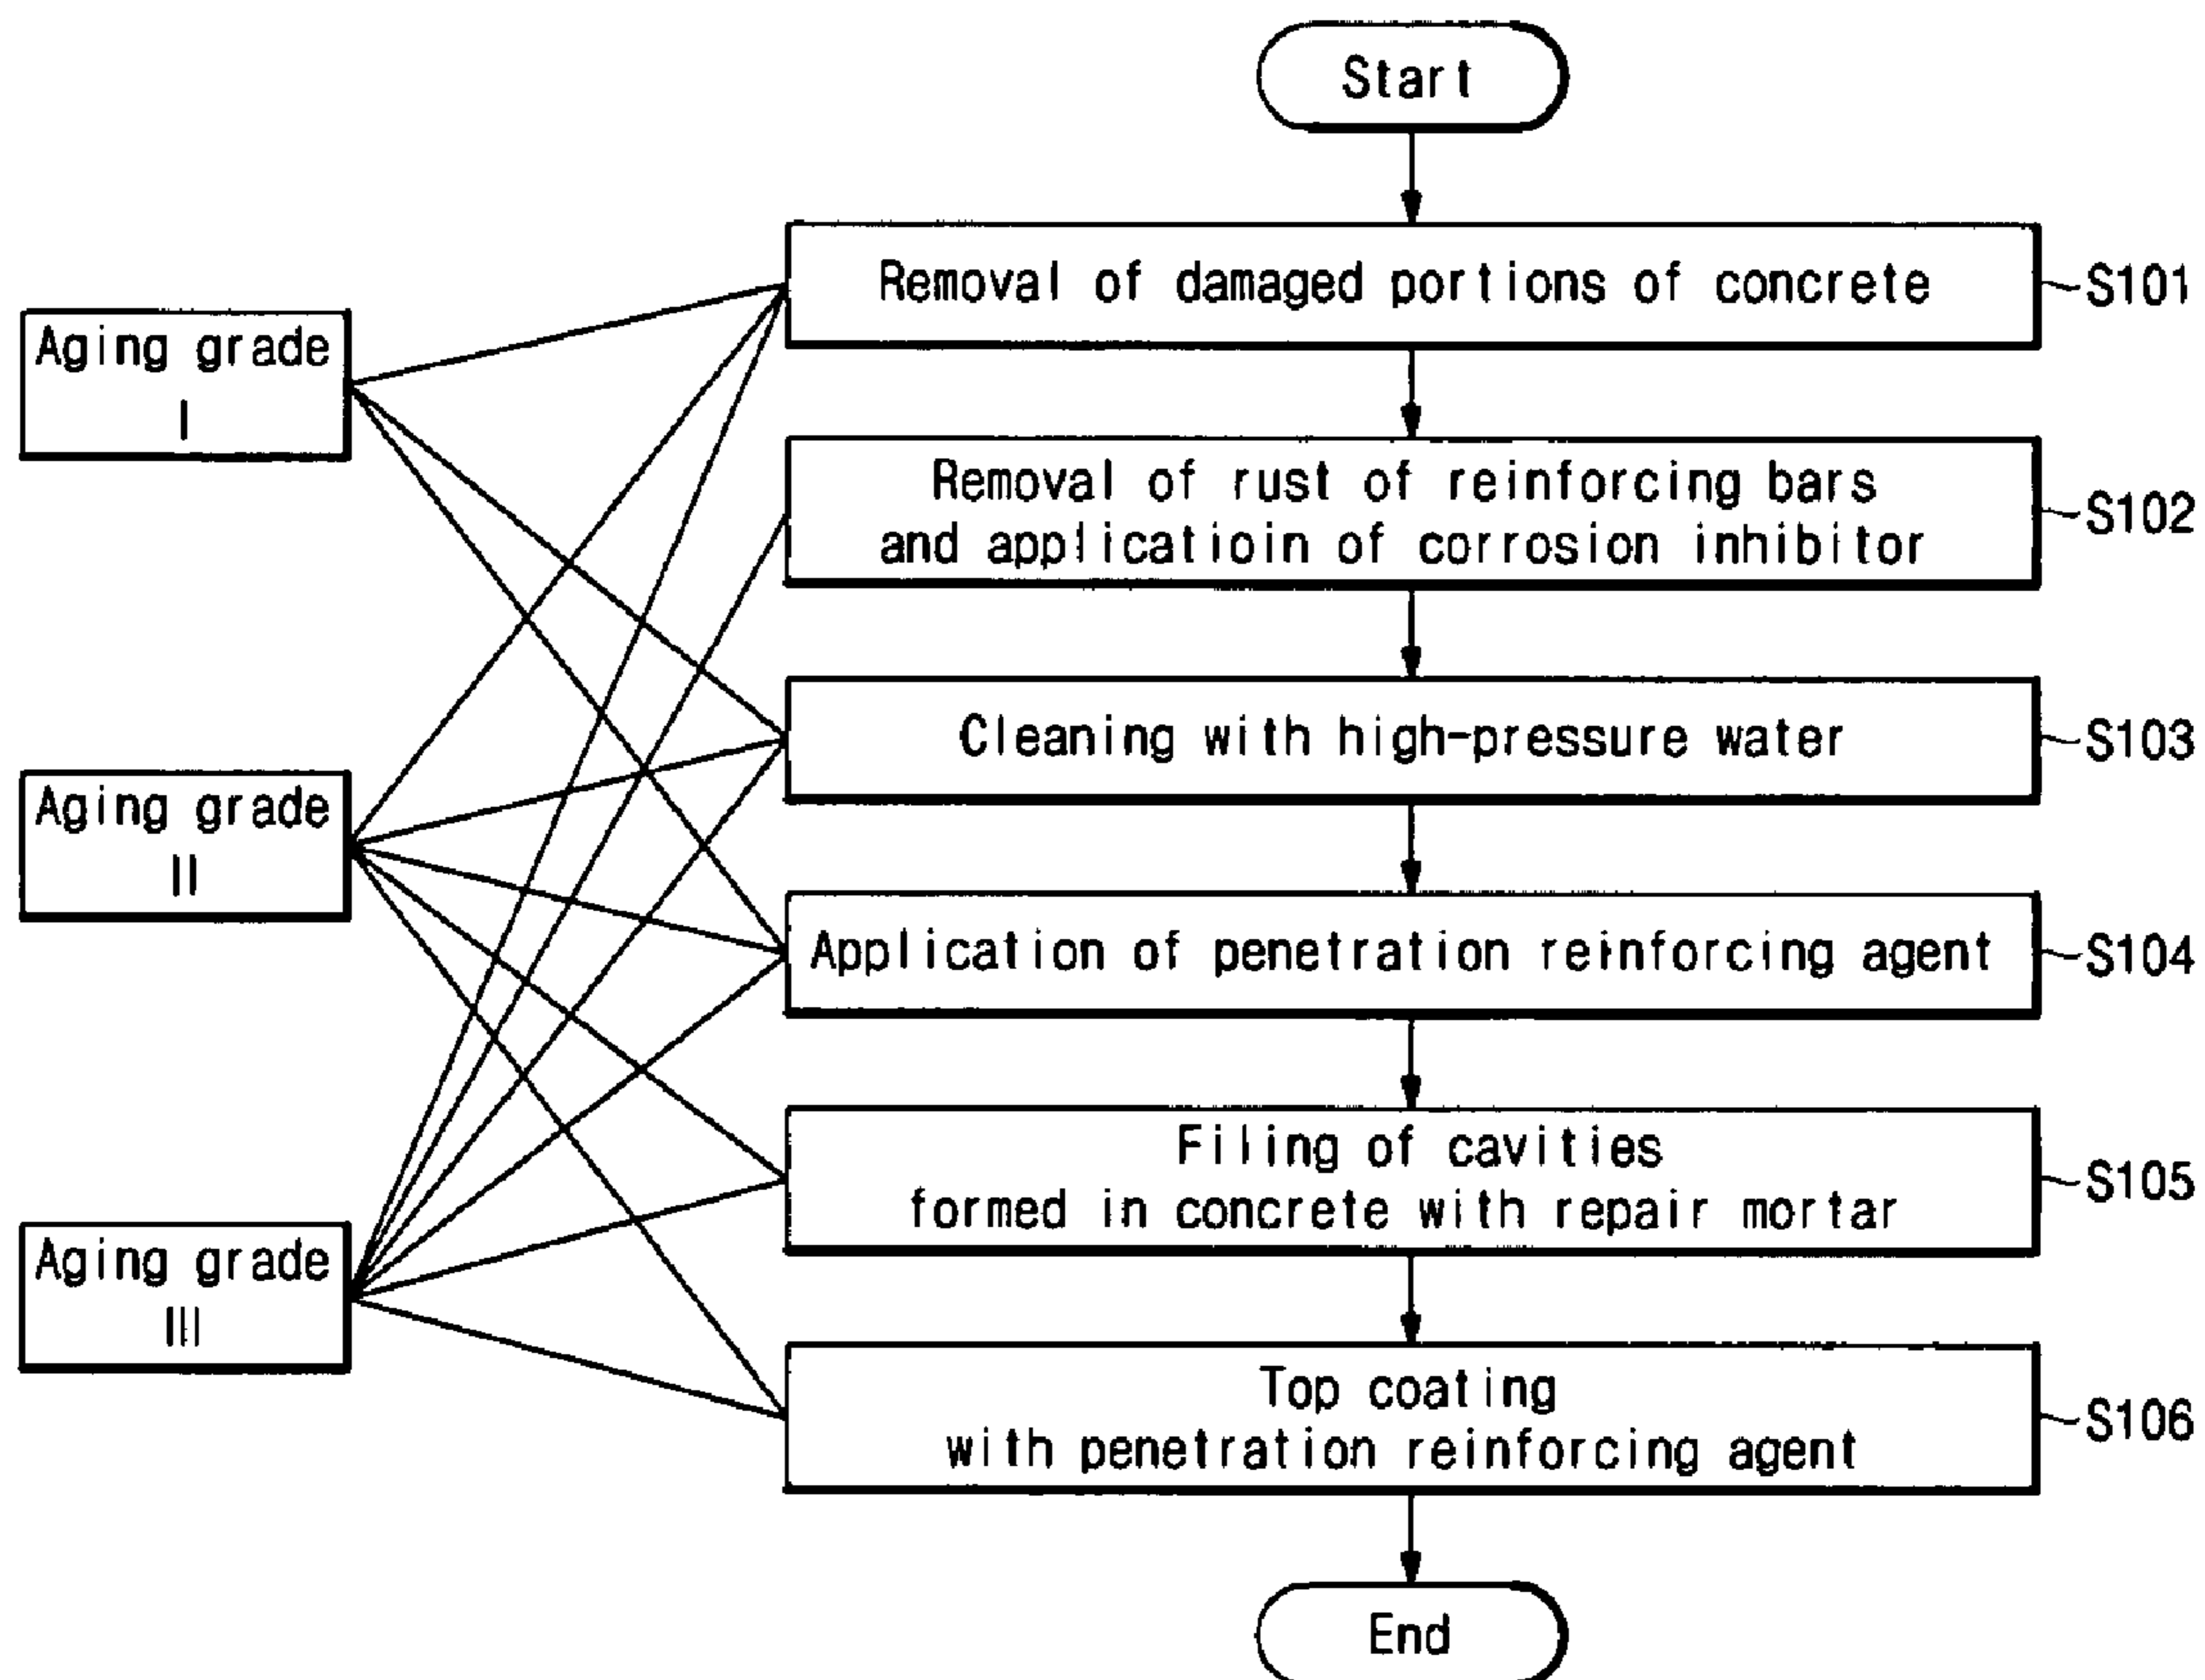 Start
Removal of damaged portions of concrete
S101
Aging grade
I
Removal of rust of reinforcing bars
and applicatioin of corrosion inhibitor
S102
Cleaning with high-pressure water
S103
Aging grade
II
Application of penetration reinforcing agent
S104
Filing of cavities
formed in concrete with repair mortar
S105
Aging grade
III
Top coating
with penetration reinforcing agent
S106
End